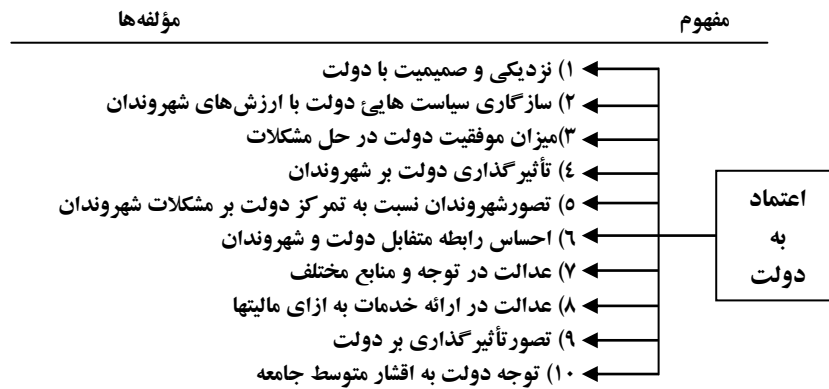 مفهوم مؤلفه‌ها
۱) نزدیکی و صمیمیت با دولت
۲) سازگاری سیاست هایئ دولت با ارزش‌های شهروندان
۳)میزان موفقیت دولت در حل مشکلات
٤) تأثیرگذاری دولت بر شهروندان
٥) تصورشهروندان نسبت به تمرکز دولت بر مشکلات شهروندان
٦) احساس رابطه متفابل دولت و شهروندان
۷) عدالت در توجه و منابع مختلف
۸) عدالت در ارائه خدمات به ازای مالیتها
۹) تصورتأثیرگذاری بر دولت
۱۰) توجه دولت به اقشار متوسط جامعه
اعتماد
به
دولت